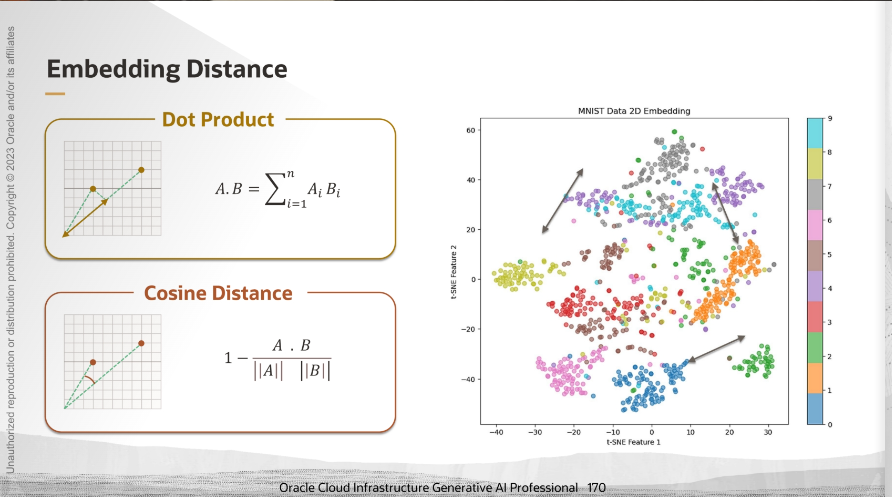 Unauthorized reproduction or distribution prohibited. Copyright © 2023 Oracle and/or its affiliates
Embedding Distance
Dot Product
A.B = ∑ⁿᵢ₌₁ Aᵢ Bᵢ
Cosine Distance
1 − A . B / ||A|| ||B||
MNIST Data 2D Embedding
60
40
20
0
−20
−40
t-SNE Feature 2
−40 −30 −20 −10 0 10 20 30
t-SNE Feature 1
9
8
7
6
5
4
3
2
1
0
Oracle Cloud Infrastructure Generative AI Professional 170